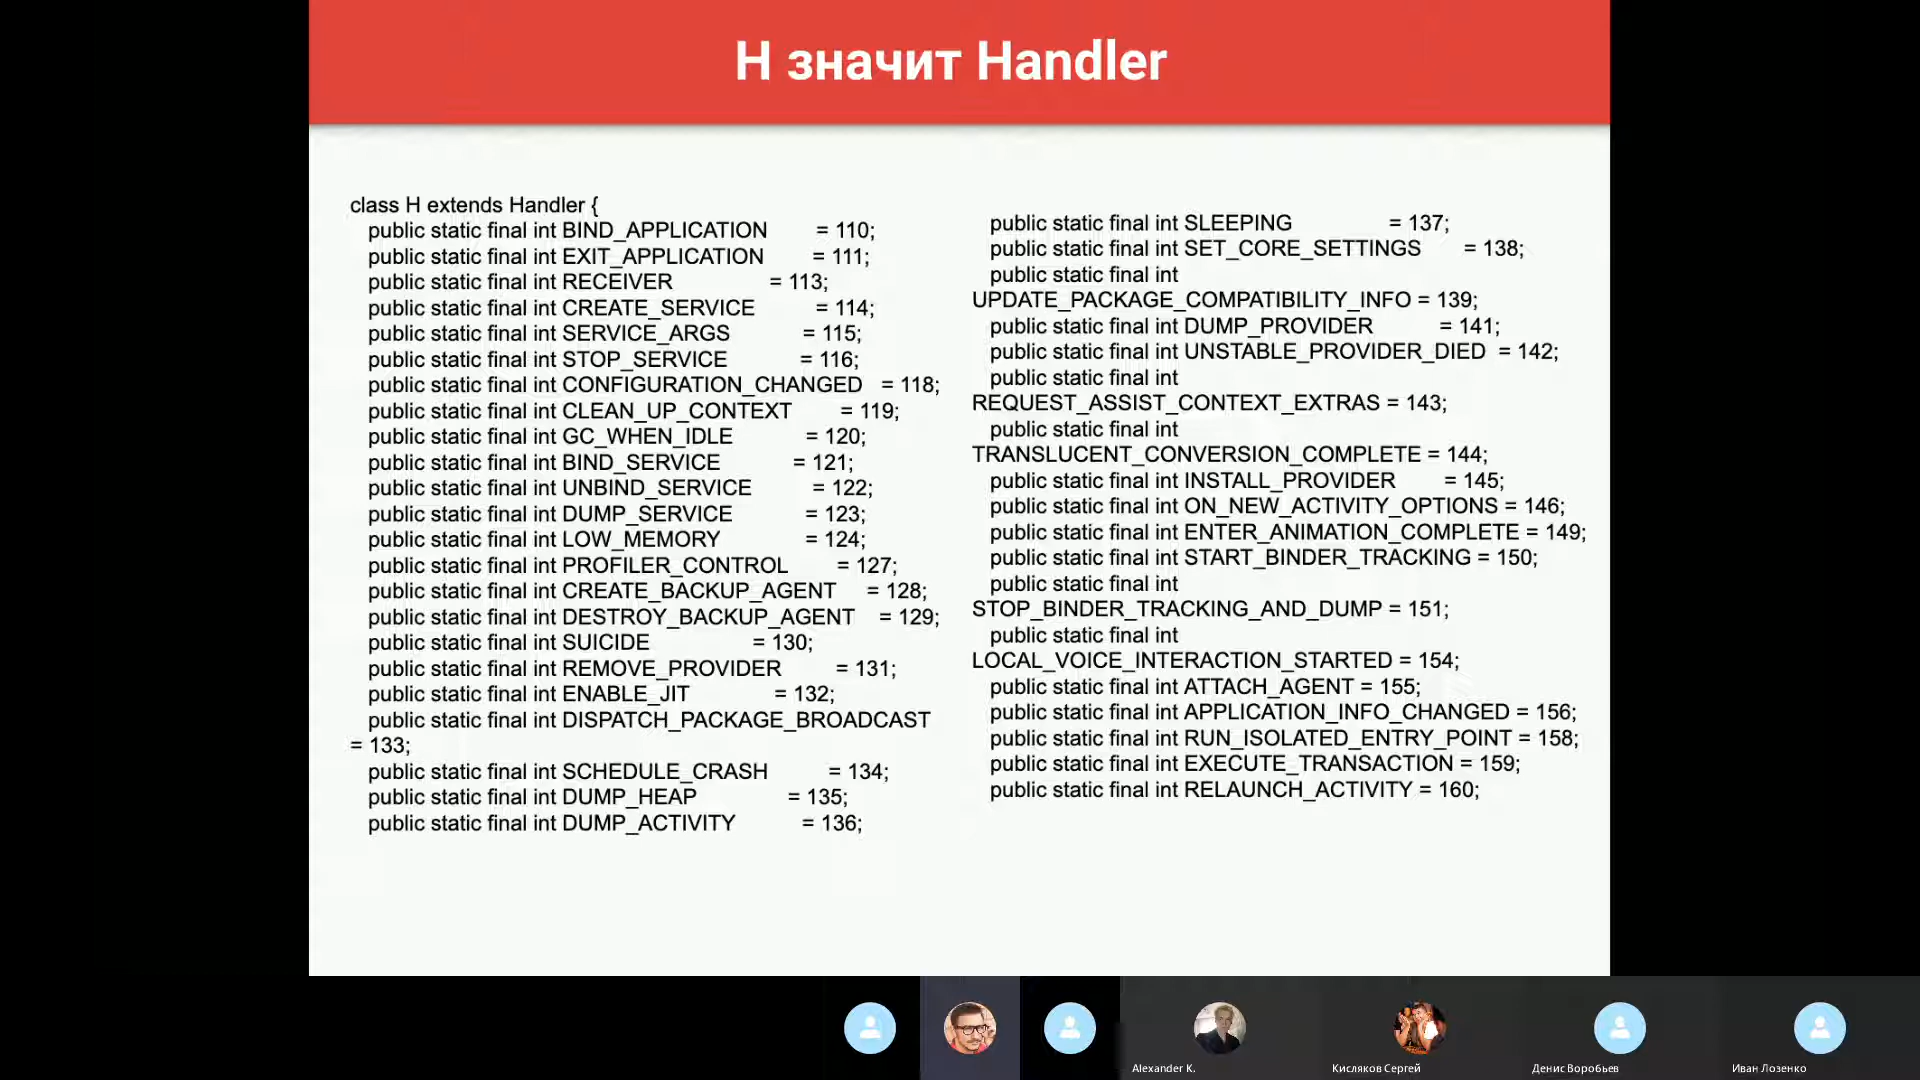 Н значит Handler
class H extends Handler {
public static final int BIND_APPLICATION = 110;
public static final int EXIT_APPLICATION = 111;
public static final int RECEIVER = 113;
public static final int CREATE_SERVICE = 114;
public static final int SERVICE_ARGS = 115;
public static final int STOP_SERVICE = 116;
public static final int CONFIGURATION_CHANGED = 118;
public static final int CLEAN_UP_CONTEXT = 119;
public static final int GC_WHEN_IDLE = 120;
public static final int BIND_SERVICE = 121;
public static final int UNBIND_SERVICE = 122;
public static final int DUMP_SERVICE = 123;
public static final int LOW_MEMORY = 124;
public static final int PROFILER_CONTROL = 127;
public static final int CREATE_BACKUP_AGENT = 128;
public static final int DESTROY_BACKUP_AGENT = 129;
public static final int SUICIDE = 130;
public static final int REMOVE_PROVIDER = 131;
public static final int ENABLE_JIT = 132;
public static final int DISPATCH_PACKAGE_BROADCAST
= 133;
public static final int SCHEDULE_CRASH = 134;
public static final int DUMP_HEAP = 135;
public static final int DUMP_ACTIVITY = 136;
public static final int SLEEPING = 137;
public static final int SET_CORE_SETTINGS = 138;
public static final int
UPDATE_PACKAGE_COMPATIBILITY_INFO = 139;
public static final int DUMP_PROVIDER = 141;
public static final int UNSTABLE_PROVIDER_DIED = 142;
public static final int
REQUEST_ASSIST_CONTEXT_EXTRAS = 143;
public static final int
TRANSLUCENT_CONVERSION_COMPLETE = 144;
public static final int INSTALL_PROVIDER = 145;
public static final int ON_NEW_ACTIVITY_OPTIONS = 146;
public static final int ENTER_ANIMATION_COMPLETE = 149;
public static final int START_BINDER_TRACKING = 150;
public static final int
STOP_BINDER_TRACKING_AND_DUMP = 151;
public static final int
LOCAL_VOICE_INTERACTION_STARTED = 154;
public static final int ATTACH_AGENT = 155;
public static final int APPLICATION_INFO_CHANGED = 156;
public static final int RUN_ISOLATED_ENTRY_POINT = 158;
public static final int EXECUTE_TRANSACTION = 159;
public static final int RELAUNCH_ACTIVITY = 160;
Alexander K.
Кисляков Сергей
Денис Воробьев
Иван Лозенко